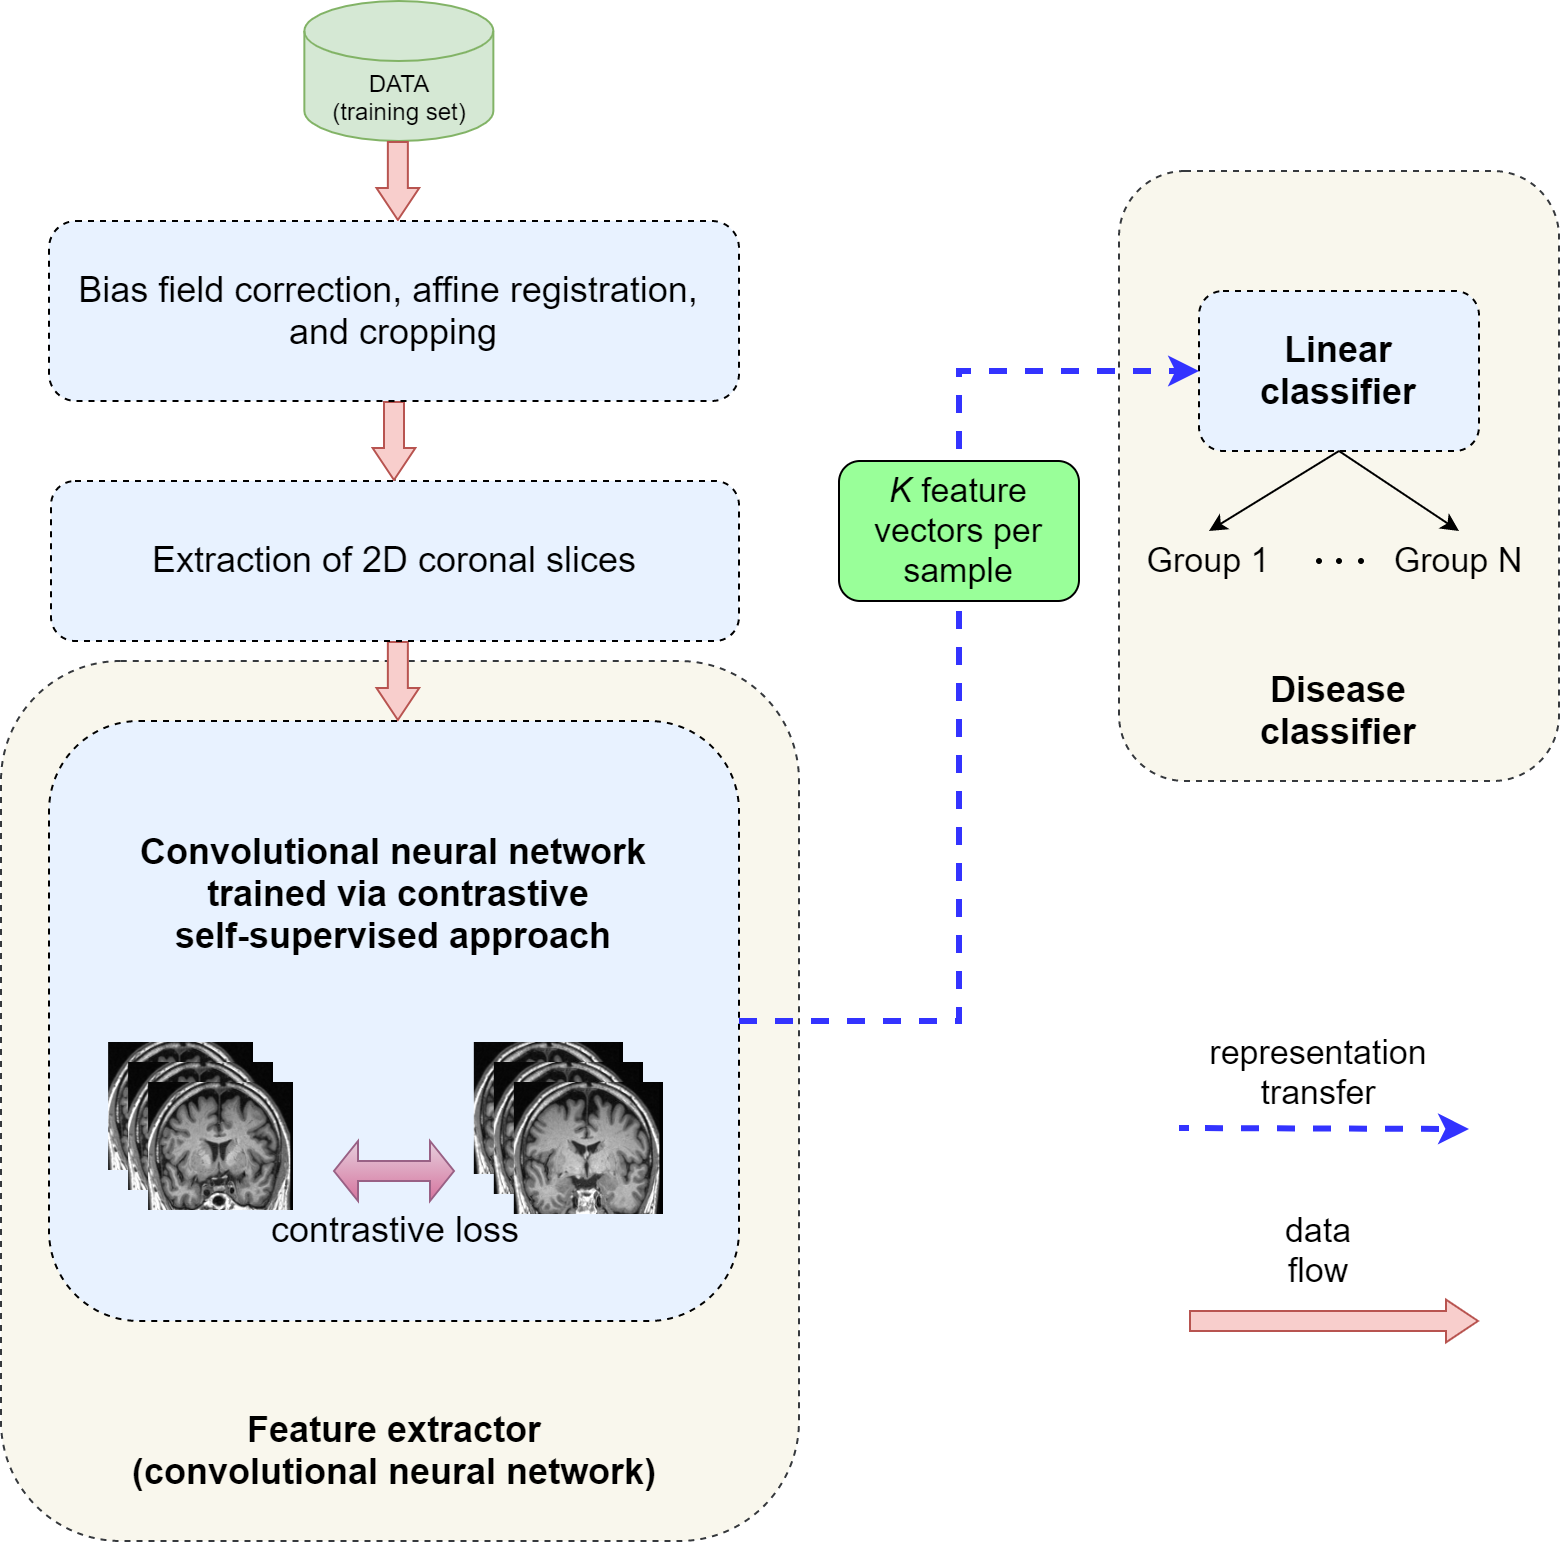 DATA
(training set)
Bias field correction, affine registration,
and cropping
Extraction of 2D coronal slices
Convolutional neural network
trained via contrastive
self-supervised approach
contrastive loss
Feature extractor
(convolutional neural network)
K feature
vectors per
sample
Linear
classifier
Group 1 • • • Group N
Disease
classifier
representation
transfer
data
flow